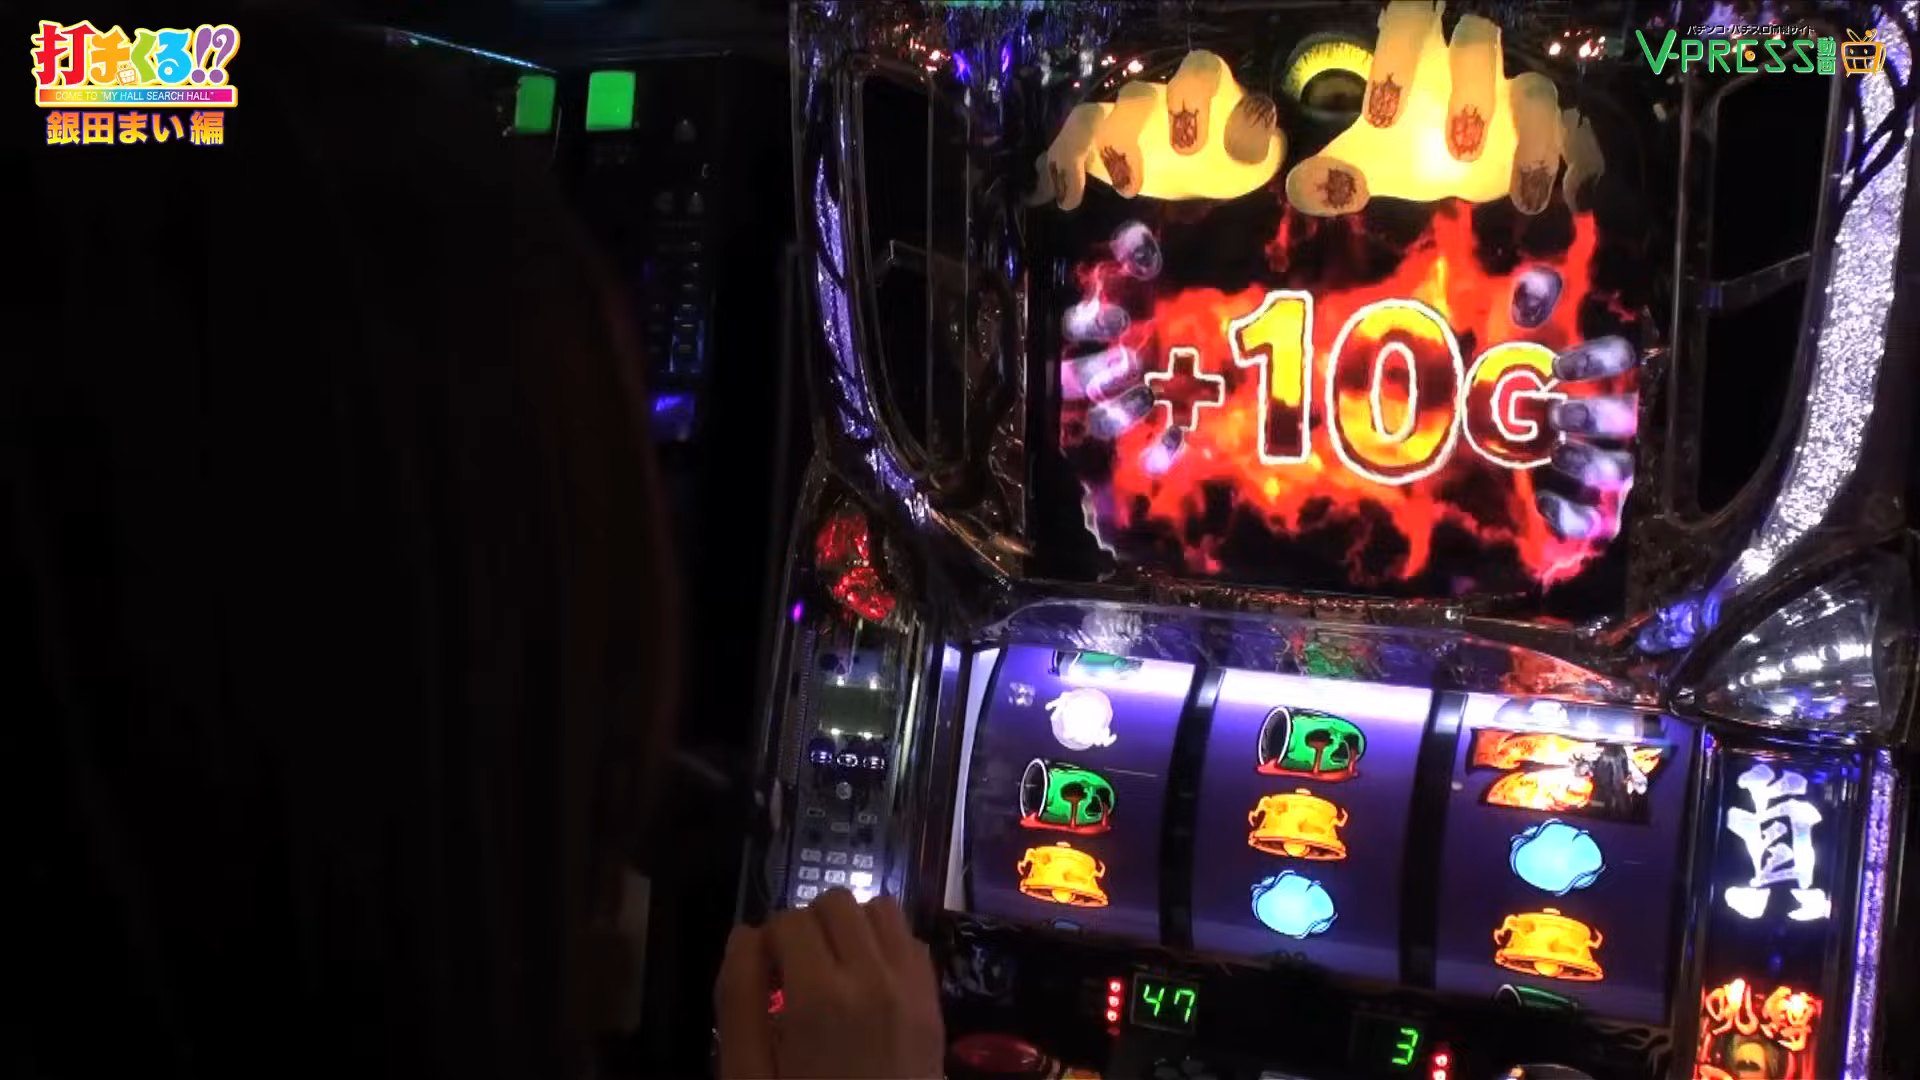 打チくる!?
COME TO "MY HALL SEARCH HALL"
銀田まい編
パチンコ・パチスロ情報サイト
V-PRESS動画
+10G
貞
47
3